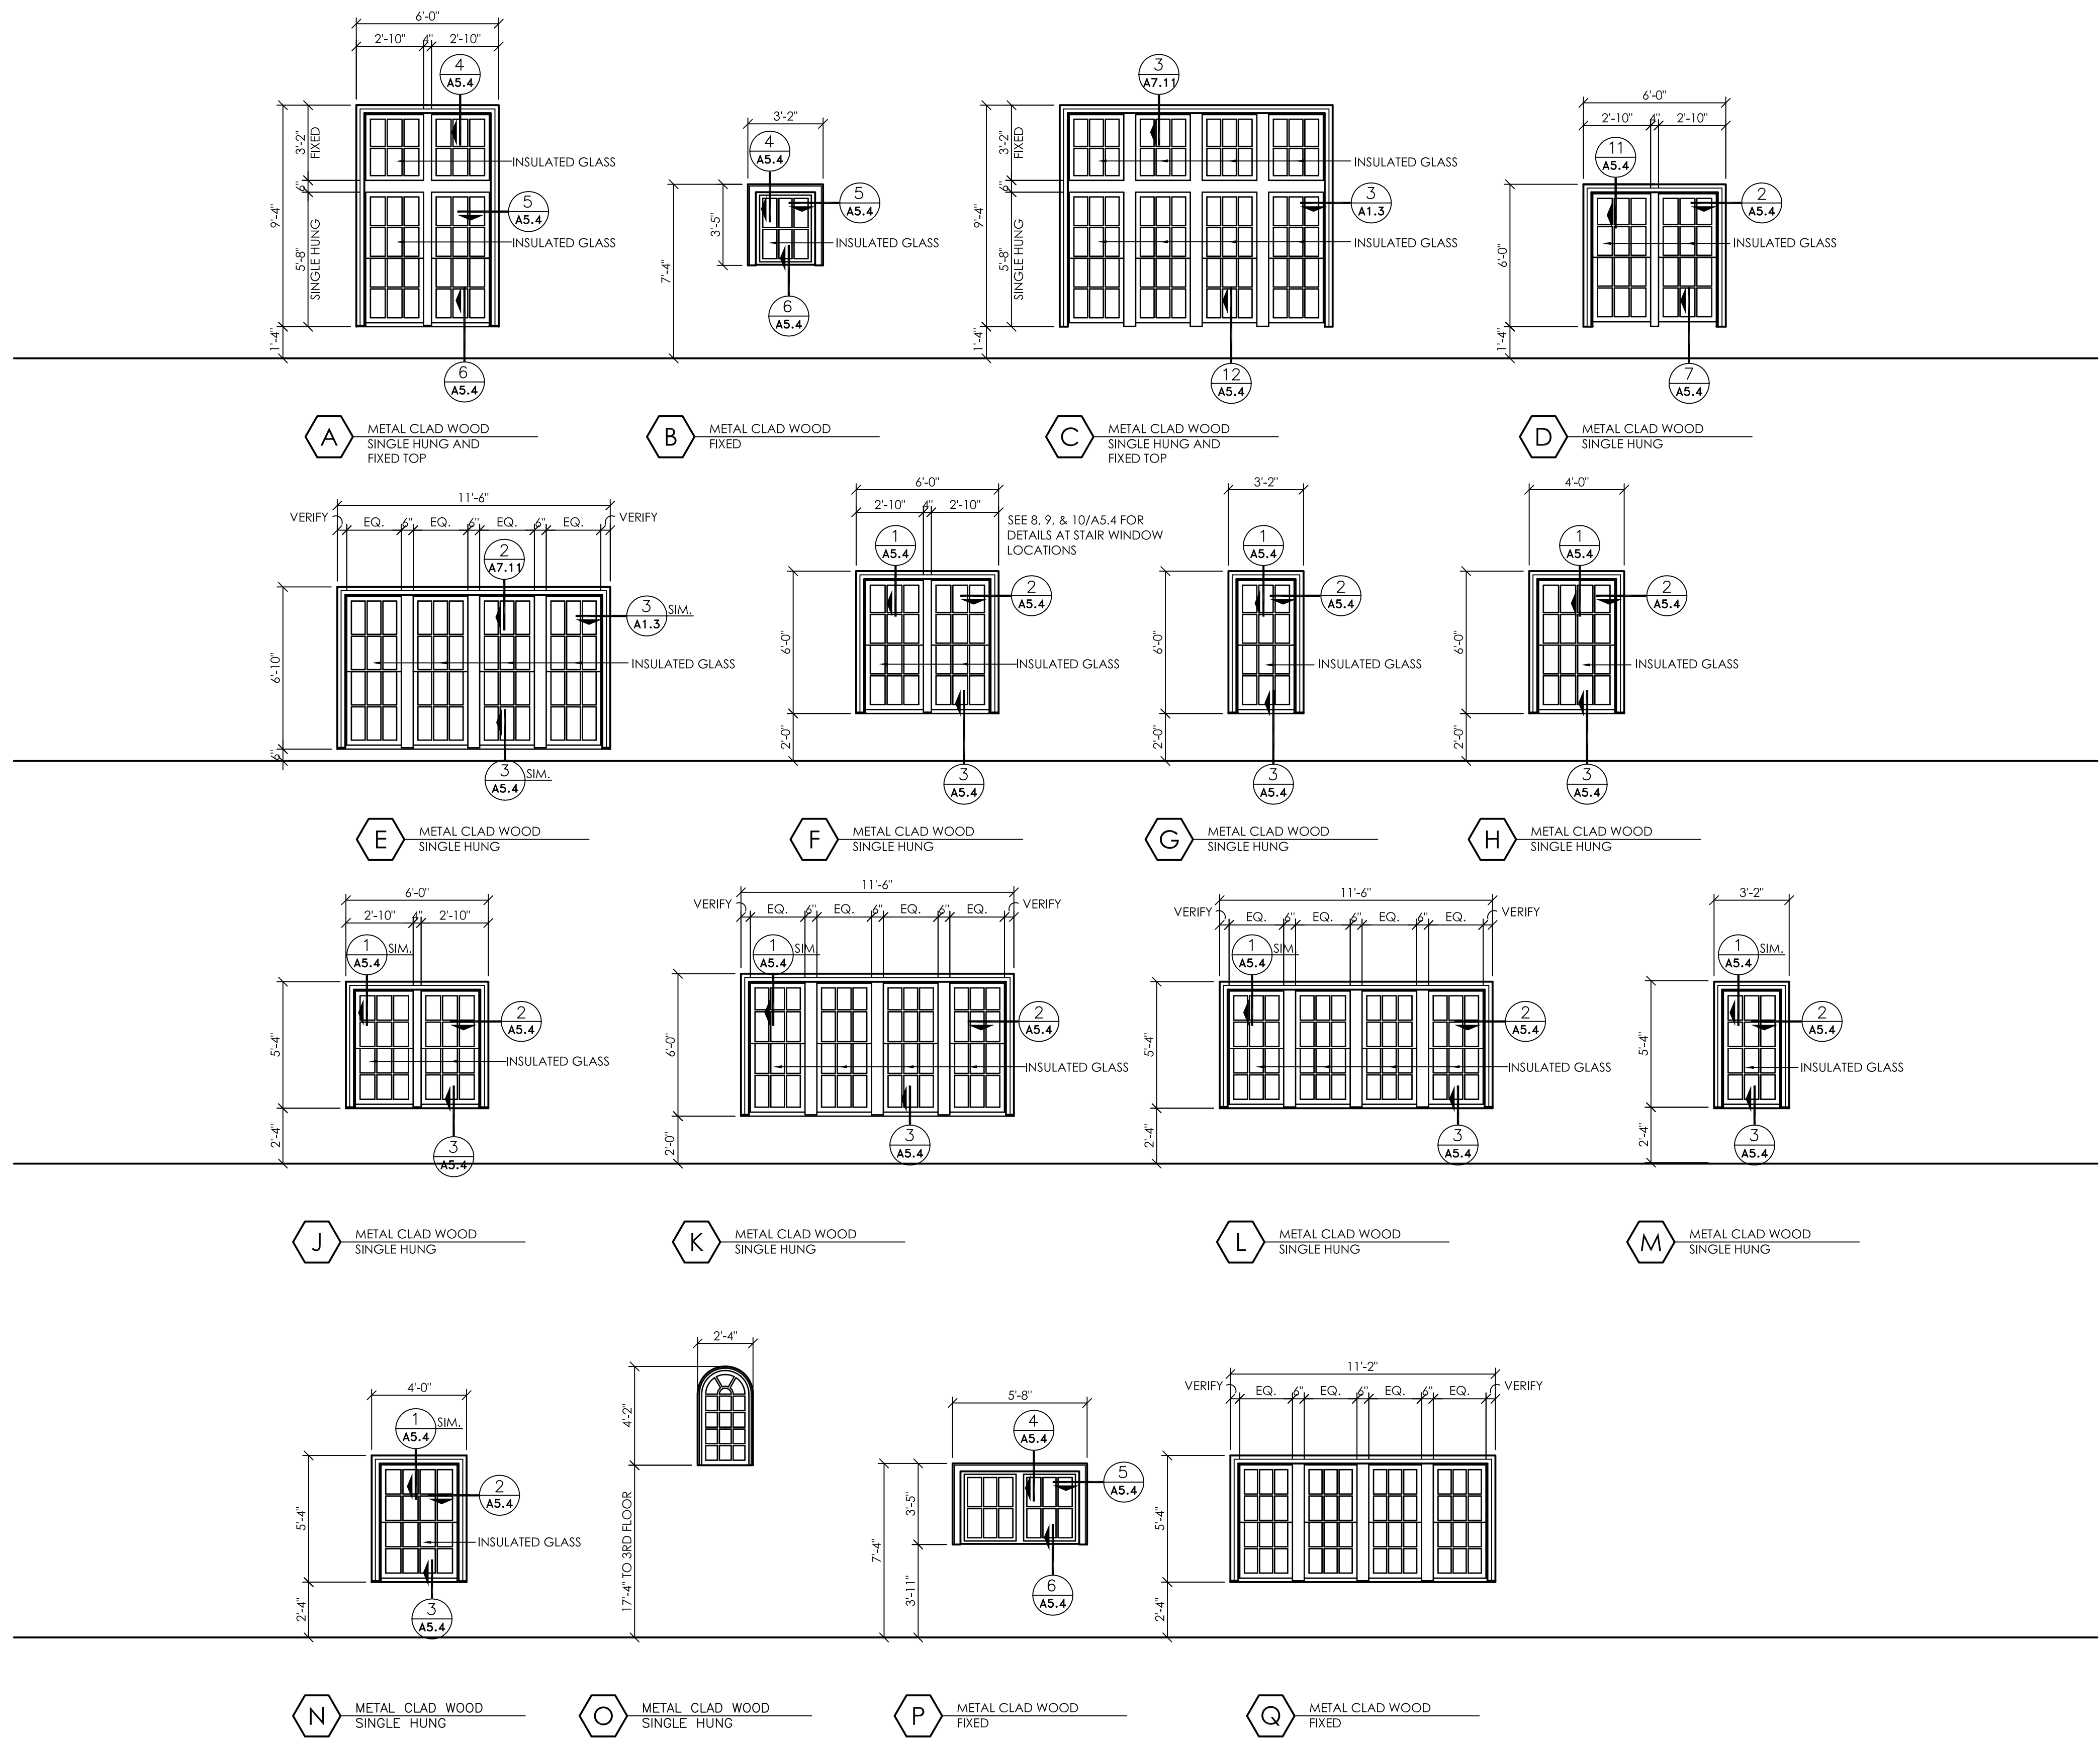 6'-0"
2'-10" 4" 2'-10"
4
A5.4
3'-2"
FIXED
6"
9'-4"
5'-8"
SINGLE HUNG
1'-4"
INSULATED GLASS
5
A5.4
INSULATED GLASS
6
A5.4
A
METAL CLAD WOOD
SINGLE HUNG AND
FIXED TOP
3'-2"
4
A5.4
5
A5.4
3'-5"
7'-4"
INSULATED GLASS
6
A5.4
B
METAL CLAD WOOD
FIXED
3
A7.11
3'-2"
FIXED
6"
9'-4"
5'-8"
SINGLE HUNG
1'-4"
INSULATED GLASS
3
A1.3
INSULATED GLASS
12
A5.4
C
METAL CLAD WOOD
SINGLE HUNG AND
FIXED TOP
6'-0"
2'-10" 4" 2'-10"
11
A5.4
2
A5.4
INSULATED GLASS
6'-0"
1'-4"
7
A5.4
D
METAL CLAD WOOD
SINGLE HUNG
11'-6"
VERIFY EQ. 6" EQ. 6" EQ. 6" EQ. VERIFY
2
A7.11
3 SIM.
A1.3
INSULATED GLASS
6'-10"
6"
3 SIM.
A5.4
E
METAL CLAD WOOD
SINGLE HUNG
6'-0"
2'-10" 4" 2'-10"
SEE 8, 9, & 10/A5.4 FOR
DETAILS AT STAIR WINDOW
LOCATIONS
1
A5.4
2
A5.4
6'-0"
INSULATED GLASS
2'-0"
3
A5.4
F
METAL CLAD WOOD
SINGLE HUNG
3'-2"
1
A5.4
2
A5.4
6'-0"
INSULATED GLASS
2'-0"
3
A5.4
G
METAL CLAD WOOD
SINGLE HUNG
4'-0"
1
A5.4
2
A5.4
6'-0"
INSULATED GLASS
2'-0"
3
A5.4
H
METAL CLAD WOOD
SINGLE HUNG
6'-0"
2'-10" 4" 2'-10"
1 SIM.
A5.4
2
A5.4
5'-4"
INSULATED GLASS
2'-4"
3
A5.4
J
METAL CLAD WOOD
SINGLE HUNG
11'-6"
VERIFY EQ. 6" EQ. 6" EQ. 6" EQ. VERIFY
1 SIM.
A5.4
2
A5.4
6'-0"
INSULATED GLASS
2'-0"
3
A5.4
K
METAL CLAD WOOD
SINGLE HUNG
11'-6"
VERIFY EQ. 6" EQ. 6" EQ. 6" EQ. VERIFY
1 SIM.
A5.4
2
A5.4
5'-4"
INSULATED GLASS
2'-4"
3
A5.4
L
METAL CLAD WOOD
SINGLE HUNG
3'-2"
1 SIM.
A5.4
2
A5.4
5'-4"
INSULATED GLASS
2'-4"
3
A5.4
M
METAL CLAD WOOD
SINGLE HUNG
4'-0"
1 SIM.
A5.4
2
A5.4
5'-4"
INSULATED GLASS
2'-4"
3
A5.4
N
METAL CLAD WOOD
SINGLE HUNG
2'-4"
4'-2"
17'-4" TO 3RD FLOOR
O
METAL CLAD WOOD
SINGLE HUNG
5'-8"
4
A5.4
5
A5.4
3'-5"
7'-4"
3'-11"
6
A5.4
P
METAL CLAD WOOD
FIXED
11'-2"
VERIFY EQ. 6" EQ. 6" EQ. 6" EQ. VERIFY
5'-4"
2'-4"
Q
METAL CLAD WOOD
FIXED